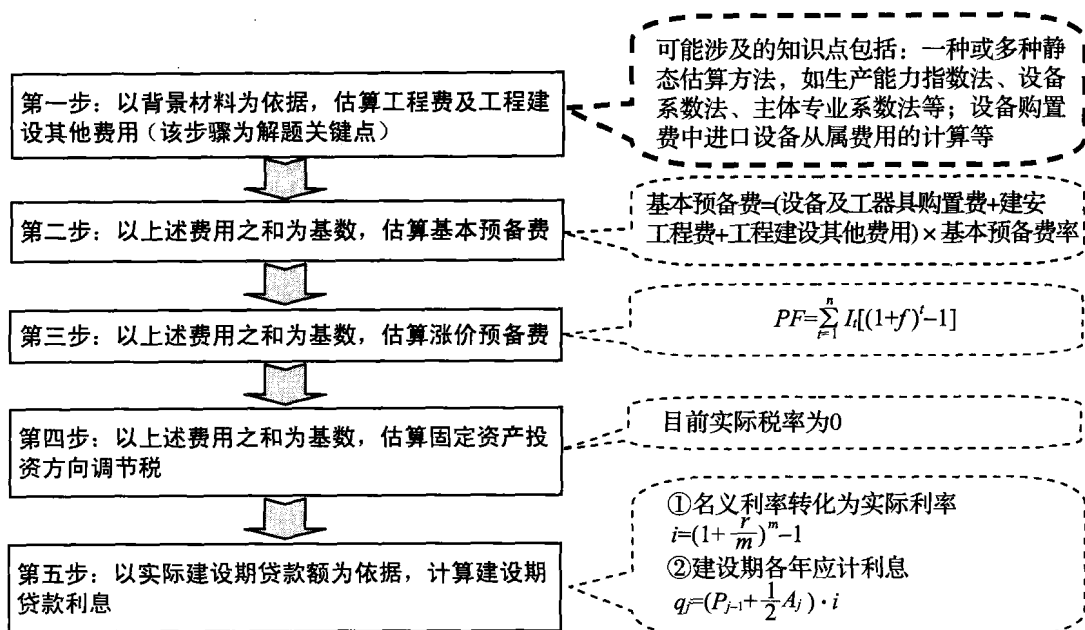 第一步：以背景材料为依据，估算工程费及工程建
设其他费用（该步骤为解题关键点）
可能涉及的知识点包括：一种或多种静
态估算方法，如生产能力指数法、设备
系数法、主体专业系数法等；设备购置
费中进口设备从属费用的计算等
第二步：以上述费用之和为基数，估算基本预备费
基本预备费=(设备及工器具购置费+建安
工程费+工程建设其他费用)×基本预备费率
第三步：以上述费用之和为基数，估算涨价预备费
PF=∑_{t=1}^{n} I_t[(1+f)^t−1]
第四步：以上述费用之和为基数，估算固定资产投
资方向调节税
目前实际税率为0
第五步：以实际建设期贷款额为依据，计算建设期
贷款利息
①名义利率转化为实际利率
i=(1+r/m)^m−1
②建设期各年应计利息
q_j=(P_{j−1}+1/2 A_j)·i